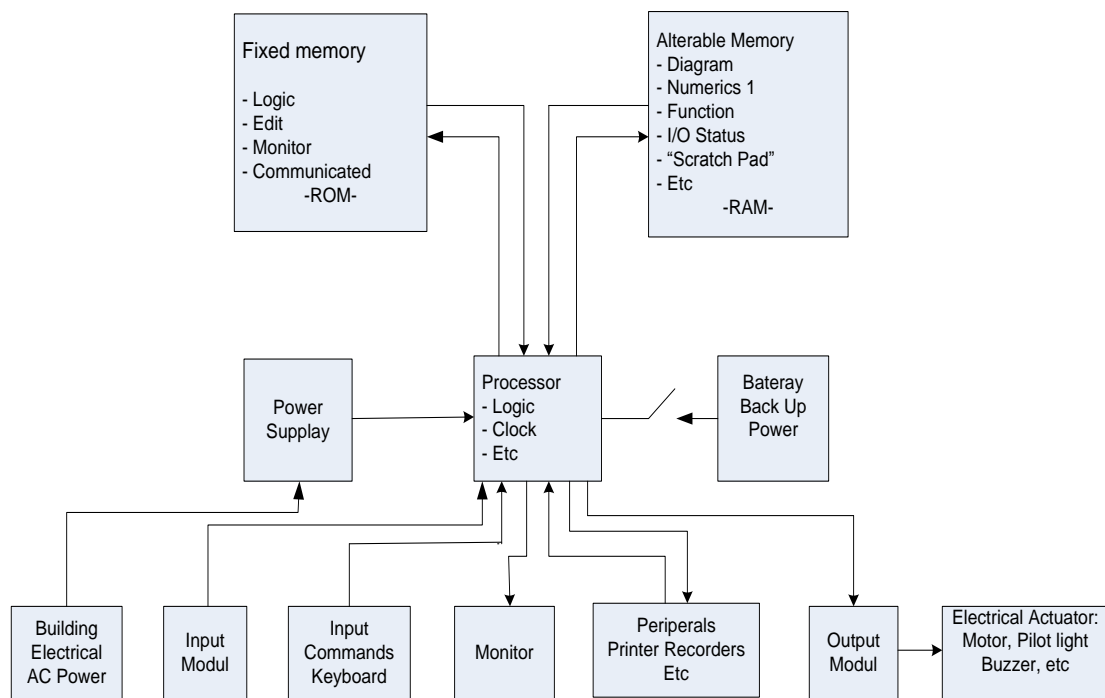 Fixed memory
- Logic
- Edit
- Monitor
- Communicated
-ROM-
Alterable Memory
- Diagram
- Numerics 1
- Function
- I/O Status
- “Scratch Pad”
- Etc
-RAM-
Power
Supplay
Processor
- Logic
- Clock
- Etc
Bateray
Back Up
Power
Building
Electrical
AC Power
Input
Modul
Input
Commands
Keyboard
Monitor
Periperals
Printer Recorders
Etc
Output
Modul
Electrical Actuator:
Motor, Pilot light
Buzzer, etc